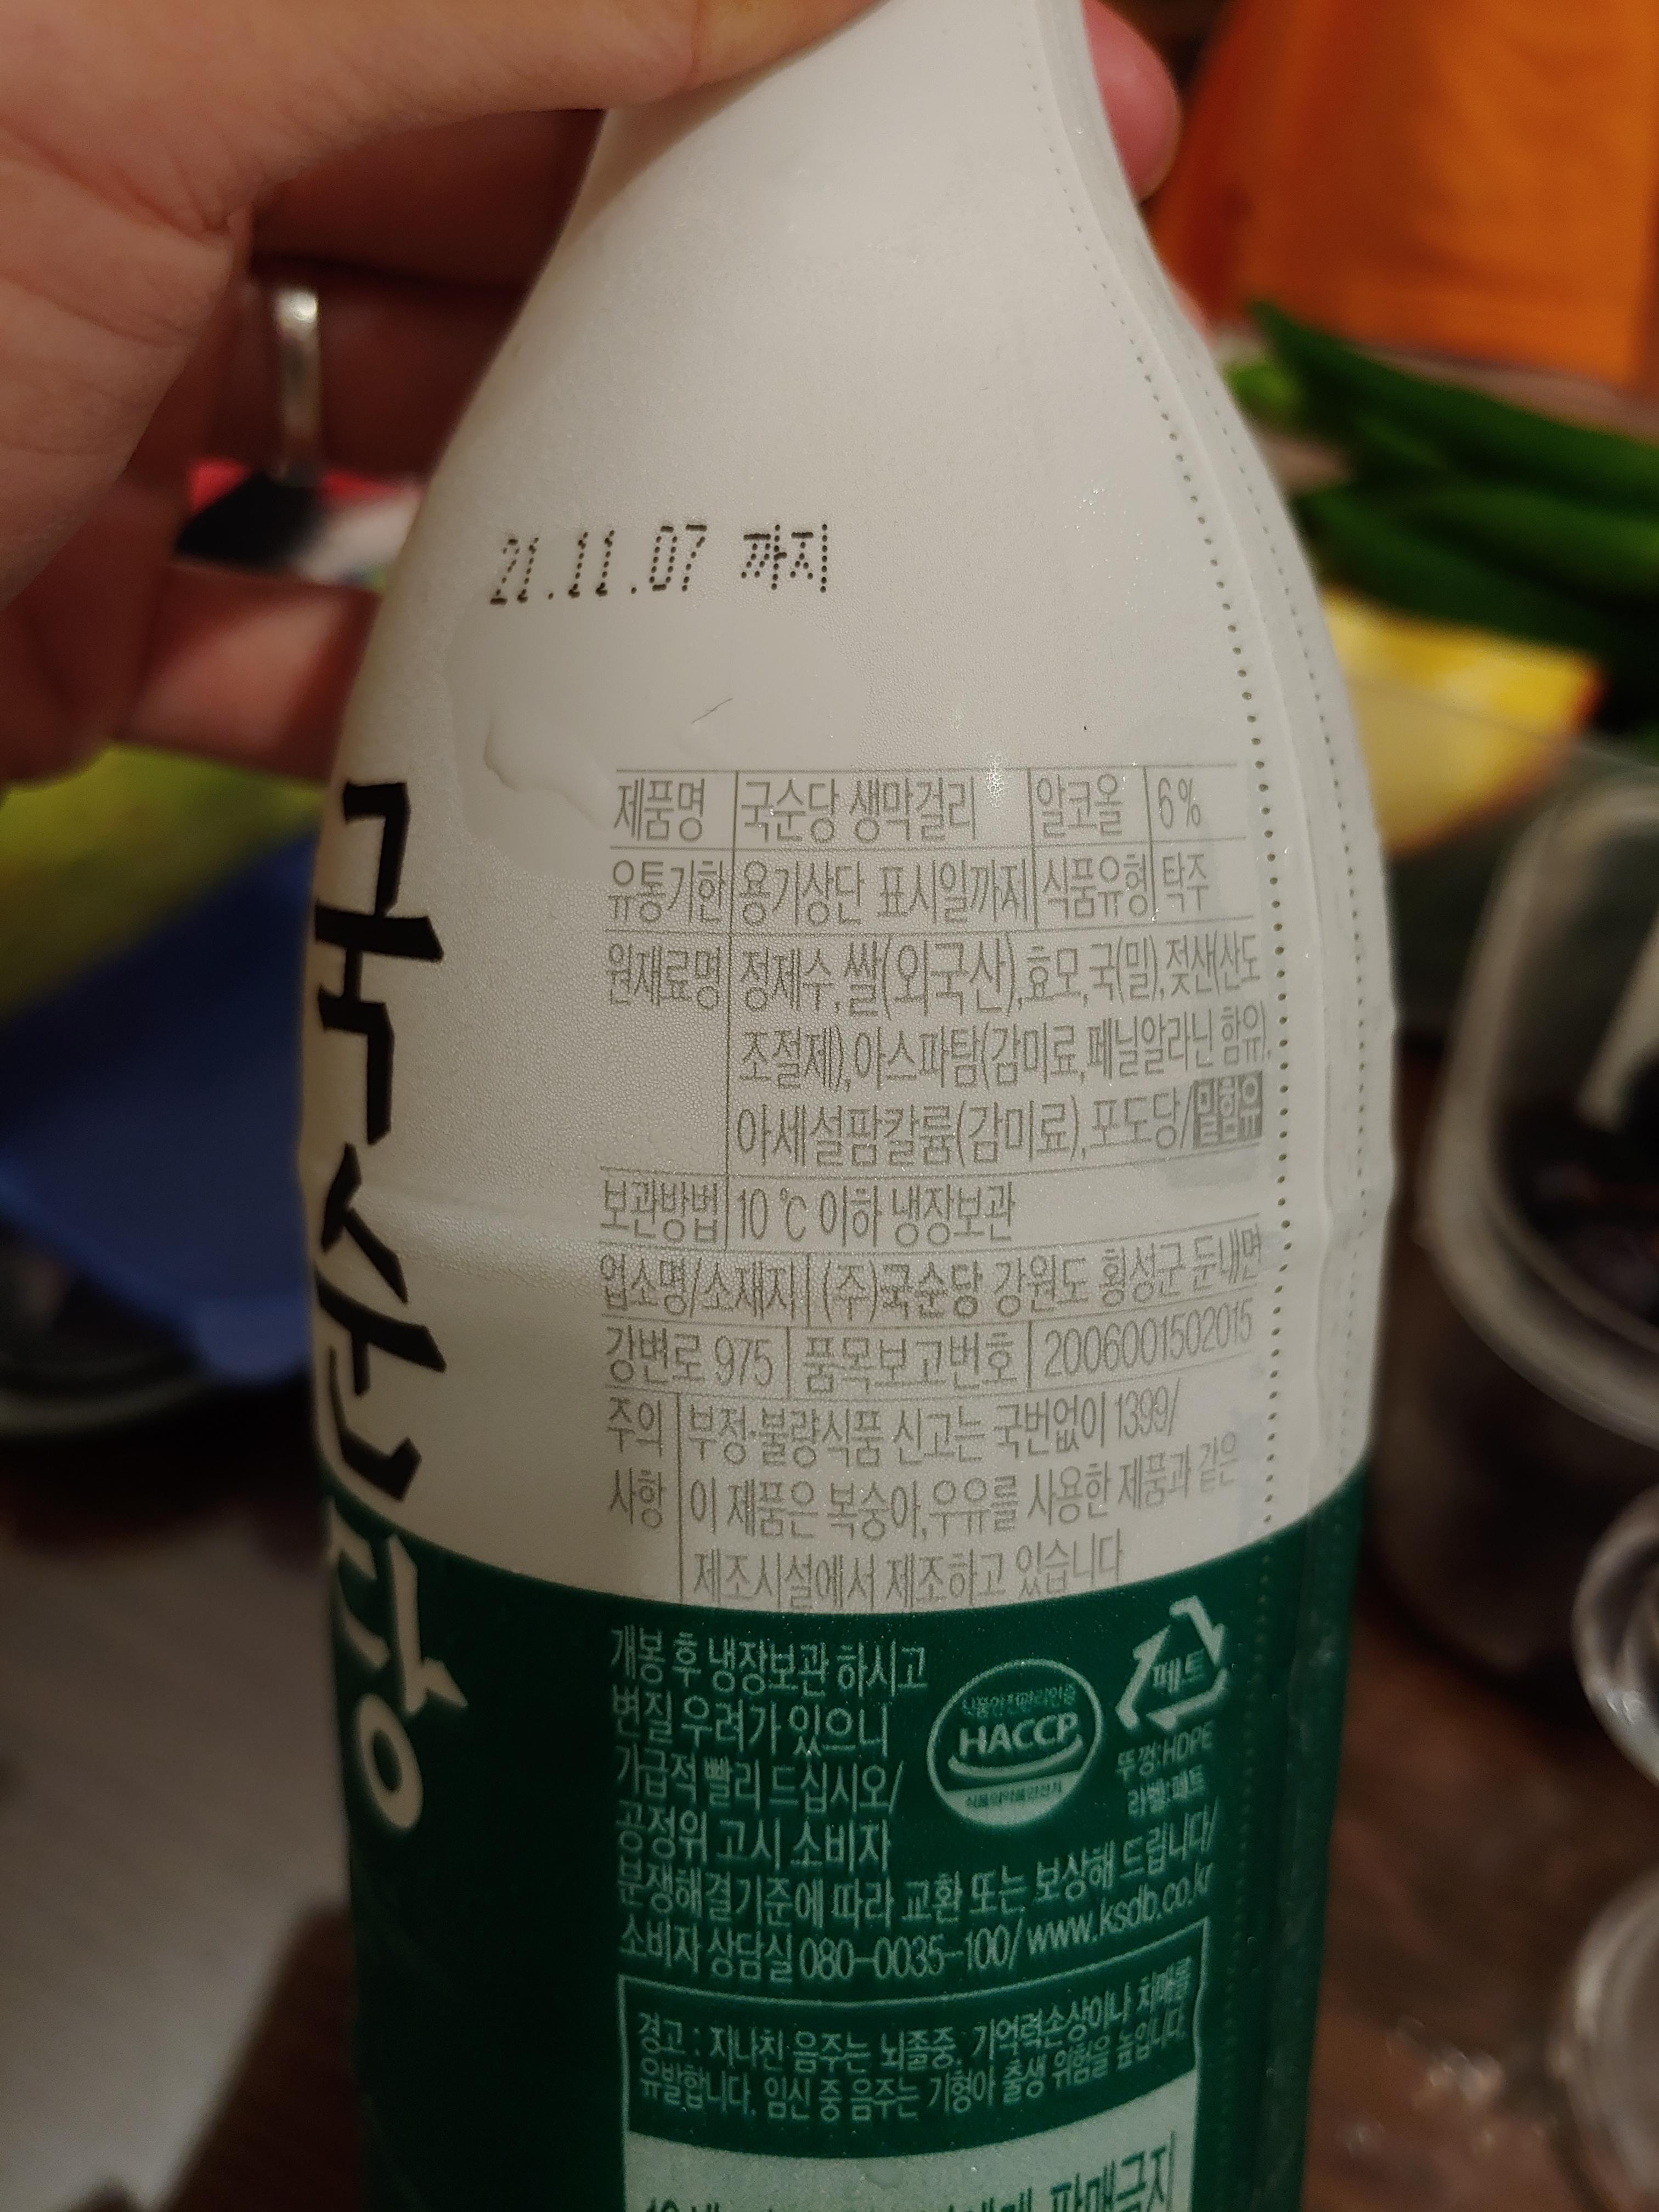 21.11.07 까지
국순당
제품명 국순당 생막걸리 알코올 6%
유통기한 용기상단 표시일까지 식품유형 탁주
원재료명 정제수,쌀(외국산),효모,국(밀),젖산(산도
조절제),아스파탐(감미료,페닐알라닌 함유),
아세설팜칼륨(감미료),포도당/밀함유
보관방법 10 ℃ 이하 냉장보관
업소명/소재지 (주)국순당 강원도 횡성군 둔내면
강변로 975 품목보고번호 2006001502015
주의 부정·불량식품 신고는 국번없이 1399/
사항 이 제품은 복숭아,우유를 사용한 제품과 같은
제조시설에서 제조하고 있습니다
개봉 후 냉장보관 하시고
변질 우려가 있으니
가급적 빨리 드십시오/
공정위 고시 소비자
분쟁해결기준에 따라 교환 또는 보상해 드립니다/
소비자 상담실 080-0035-100/www.ksdb.co.kr
식품안전관리인증
HACCP
식품의약품안전처
페트
뚜껑:HDPE
라벨:페트
경고 : 지나친 음주는 뇌졸중, 기억력손상이나 치매를
유발합니다. 임신 중 음주는 기형아 출생 위험을 높입니다.
판매금지